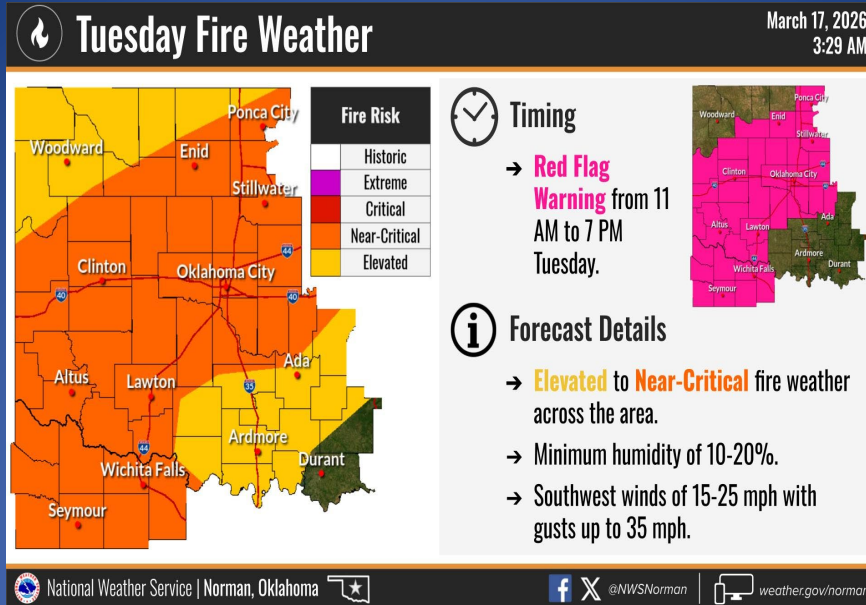 Tuesday Fire Weather
March 17, 2026
3:29 AM
Ponca City
Woodward
Enid
Stillwater
Clinton
Oklahoma City
44
40
40
Altus
Lawton
Ada
35
Ardmore
44
Wichita Falls
Durant
Seymour
Fire Risk
Historic
Extreme
Critical
Near-Critical
Elevated
Timing
→ Red Flag
Warning from 11
AM to 7 PM
Tuesday.
Ponca City
Woodward
Enid
Stillwater
Clinton
Oklahoma City
Altus
Lawton
Ada
Ardmore
Wichita Falls
Durant
Seymour
Forecast Details
→ Elevated to Near-Critical fire weather
across the area.
→ Minimum humidity of 10-20%.
→ Southwest winds of 15-25 mph with
gusts up to 35 mph.
National Weather Service | Norman, Oklahoma
@NWSNorman
weather.gov/norman